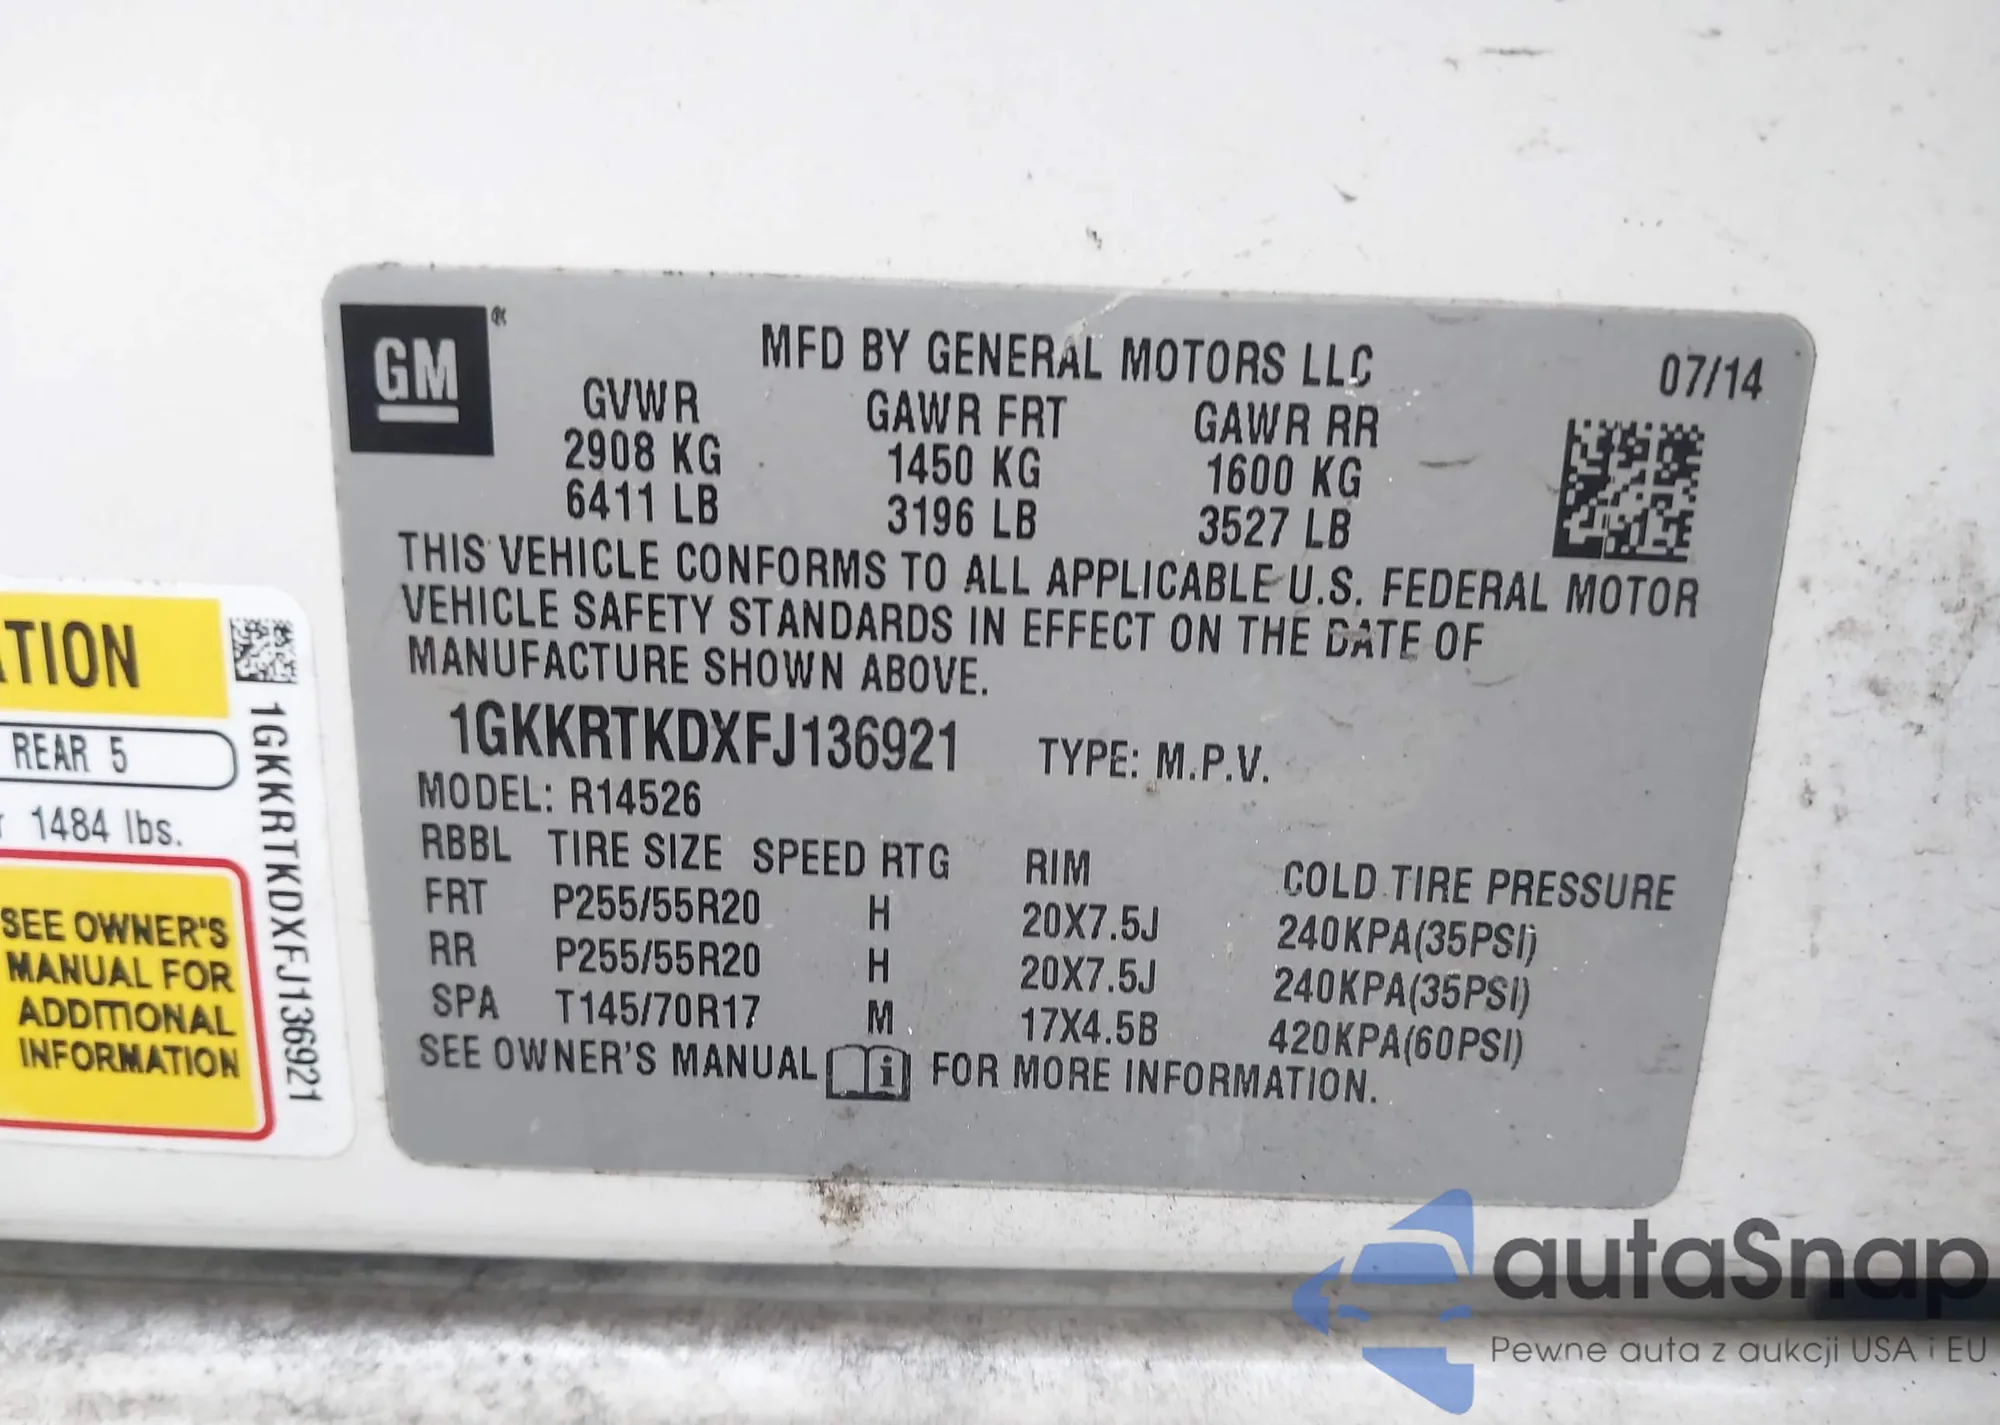 GM
MFD BY GENERAL MOTORS LLC 07/14
GVWR GAWR FRT GAWR RR
2908 KG 1450 KG 1600 KG
6411 LB 3196 LB 3527 LB
THIS VEHICLE CONFORMS TO ALL APPLICABLE U.S. FEDERAL MOTOR
VEHICLE SAFETY STANDARDS IN EFFECT ON THE DATE OF
MANUFACTURE SHOWN ABOVE.
1GKKRTKDXFJ136921 TYPE: M.P.V.
MODEL: R14526
RBBL TIRE SIZE SPEED RTG RIM COLD TIRE PRESSURE
FRT P255/55R20 H 20X7.5J 240KPA(35PSI)
RR P255/55R20 H 20X7.5J 240KPA(35PSI)
SPA T145/70R17 M 17X4.5B 420KPA(60PSI)
SEE OWNER'S MANUAL i FOR MORE INFORMATION.
REAR 5
1484 lbs.
SEE OWNER'S
MANUAL FOR
ADDITIONAL
INFORMATION
1GKKRTKDXFJ136921
autaSnap
Pewne auta z aukcji USA i EU